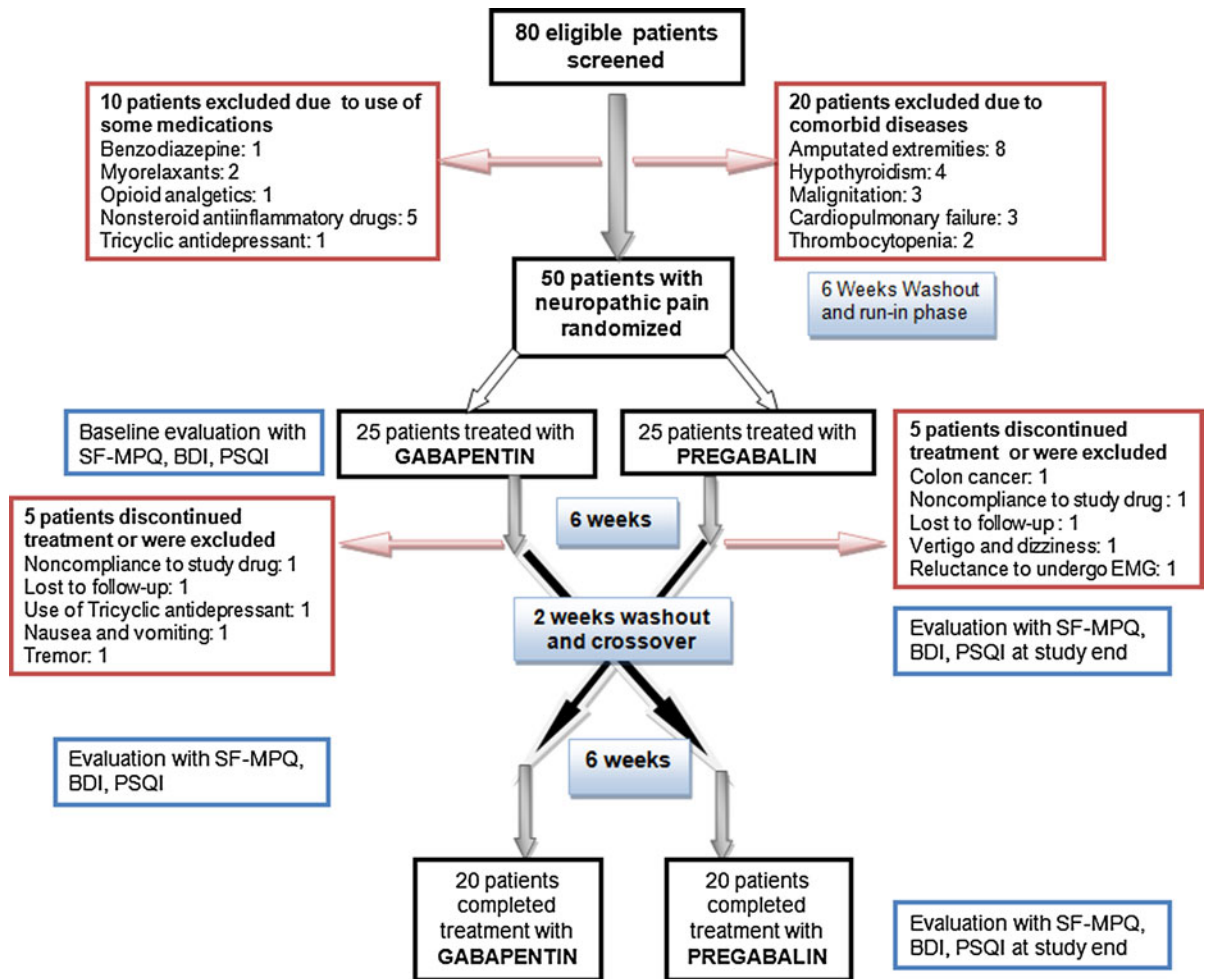 80 eligible patients
screened
10 patients excluded due to use of
some medications
Benzodiazepine: 1
Myorelaxants: 2
Opioid analgetics: 1
Nonsteroid antiinflammatory drugs: 5
Tricyclic antidepressant: 1
20 patients excluded due to
comorbid diseases
Amputated extremities: 8
Hypothyroidism: 4
Malignitation: 3
Cardiopulmonary failure: 3
Thrombocytopenia: 2
50 patients with
neuropathic pain
randomized
6 Weeks Washout
and run-in phase
Baseline evaluation with
SF-MPQ, BDI, PSQI
25 patients treated with
GABAPENTIN
25 patients treated with
PREGABALIN
5 patients discontinued
treatment or were excluded
Colon cancer: 1
Noncompliance to study drug : 1
Lost to follow-up : 1
Vertigo and dizziness: 1
Reluctance to undergo EMG: 1
5 patients discontinued
treatment or were excluded
Noncompliance to study drug: 1
Lost to follow-up: 1
Use of Tricyclic antidepressant: 1
Nausea and vomiting: 1
Tremor: 1
6 weeks
2 weeks washout
and crossover
Evaluation with SF-MPQ,
BDI, PSQI at study end
Evaluation with SF-MPQ,
BDI, PSQI
6 weeks
20 patients
completed
treatment with
GABAPENTIN
20 patients
completed
treatment with
PREGABALIN
Evaluation with SF-MPQ,
BDI, PSQI at study end